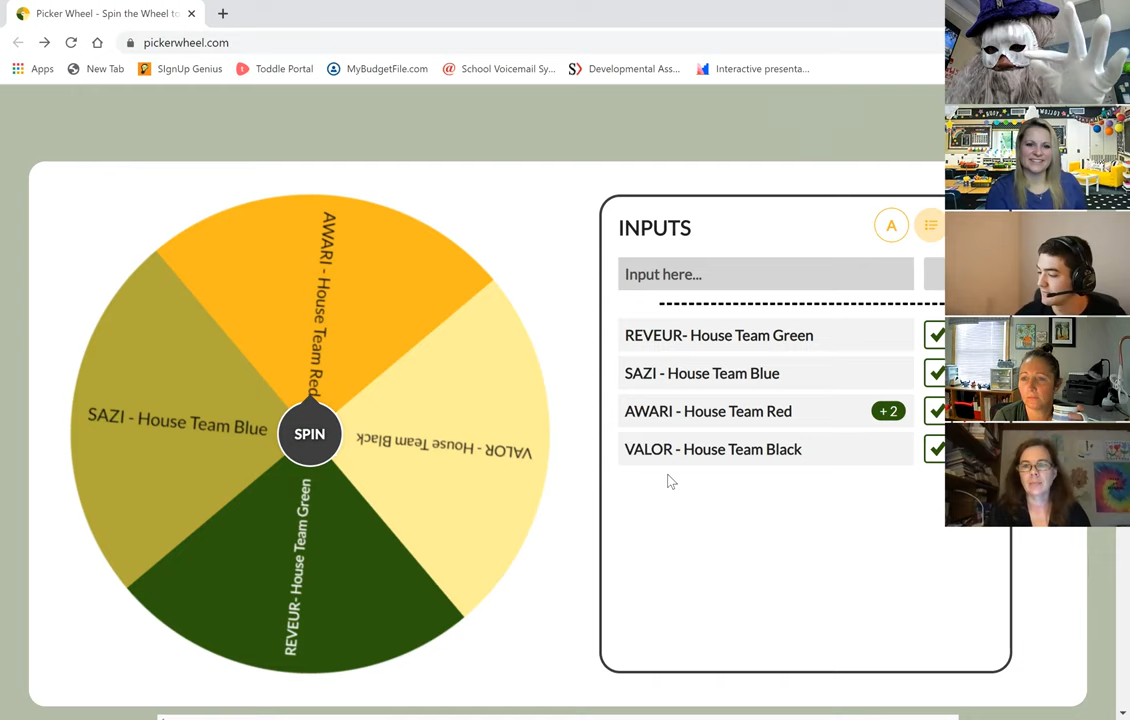 Picker Wheel - Spin the Wheel to
pickerwheel.com
Apps
New Tab
SIgnUp Genius
Toddle Portal
MyBudgetFile.com
School Voicemail Sy...
Developmental Ass...
Interactive presenta...
AWARI - House Team Red
SAZI - House Team Blue
SPIN
VALOR - House Team Black
REVEUR- House Team Green
INPUTS
A
Input here...
REVEUR- House Team Green
SAZI - House Team Blue
AWARI - House Team Red
+ 2
VALOR - House Team Black